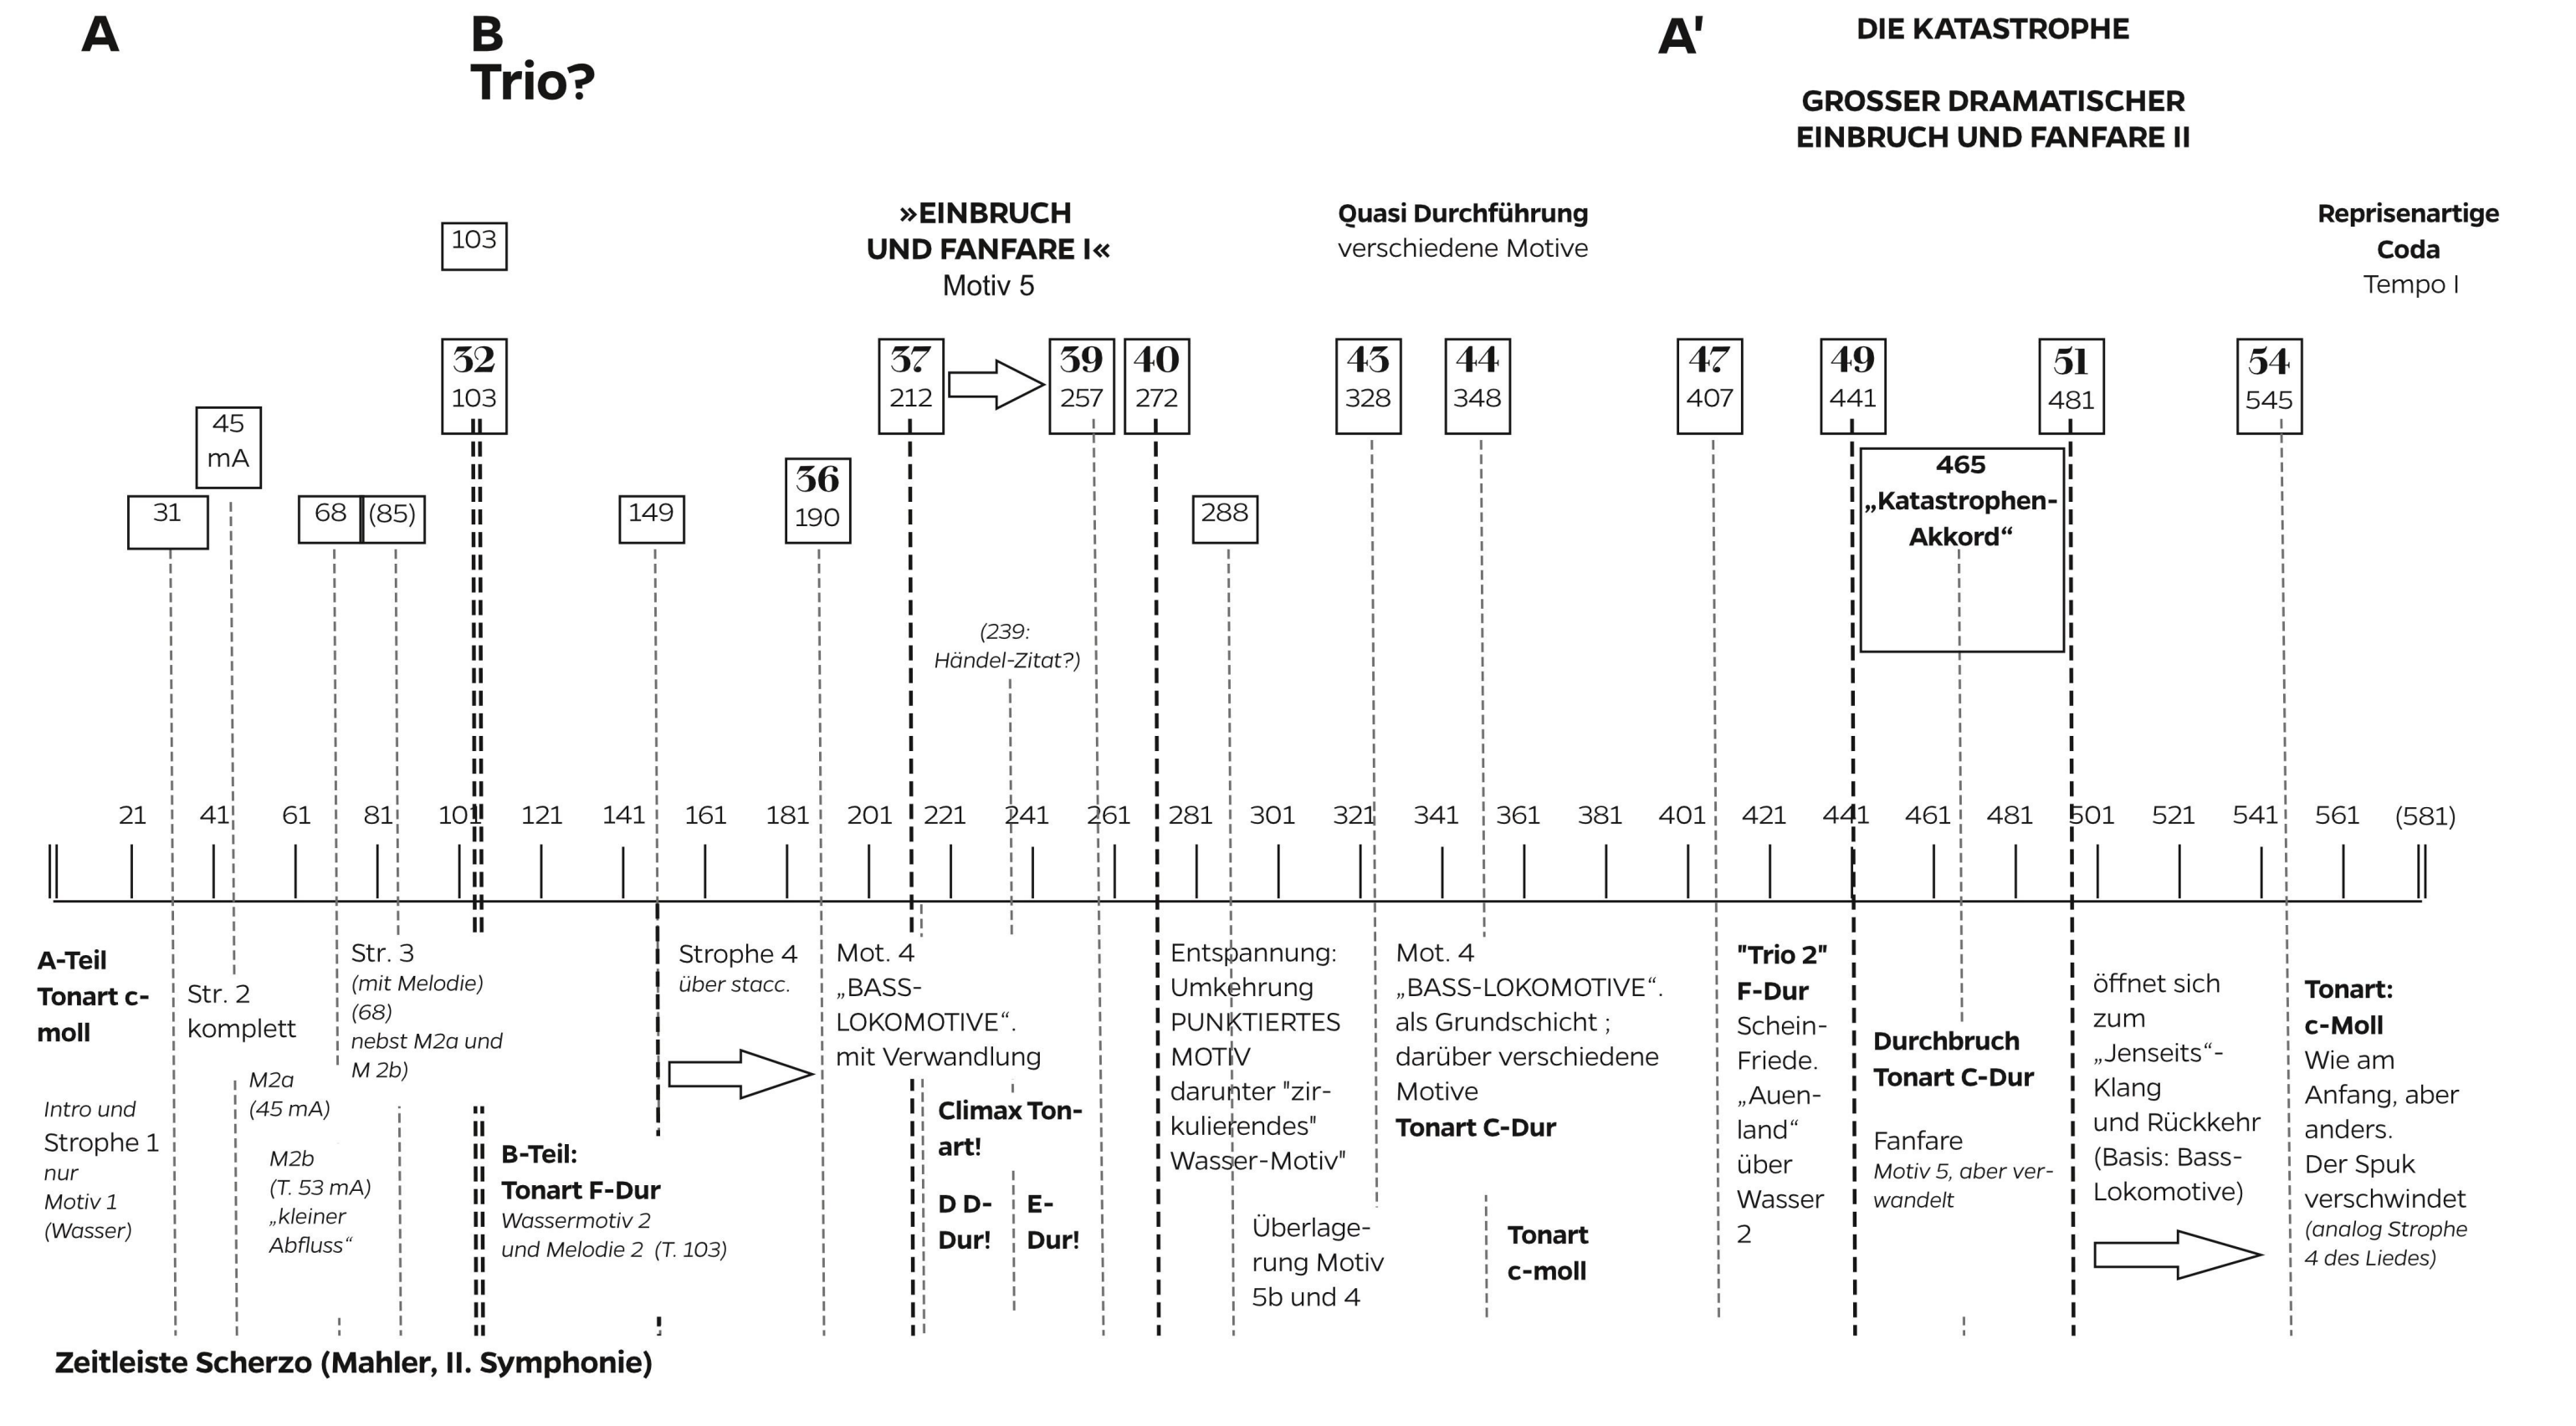 A
B
Trio?
A'
DIE KATASTROPHE
GROSSER DRAMATISCHER
EINBRUCH UND FANFARE II
103
»EINBRUCH
UND FANFARE I«
Motiv 5
Quasi Durchführung
verschiedene Motive
Reprisenartige
Coda
Tempo I
31
45
mA
68
(85)
32
103
149
36
190
37
212
39
257
40
272
288
43
328
44
348
47
407
49
441
465
„Katastrophen-
Akkord“
51
481
54
545
(239:
Händel-Zitat?)
21 41 61 81 101 121 141 161 181 201 221 241 261 281 301 321 341 361 381 401 421 441 461 481 501 521 541 561 (581)
A-Teil
Tonart c-
moll
Intro und
Strophe 1
nur
Motiv 1
(Wasser)
Str. 2
komplett
M2a
(45 mA)
M2b
(T. 53 mA)
„kleiner
Abfluss“
Str. 3
(mit Melodie)
(68)
nebst M2a und
M 2b)
B-Teil:
Tonart F-Dur
Wassermotiv 2
und Melodie 2 (T. 103)
Strophe 4
über stacc.
Mot. 4
„BASS-
LOKOMOTIVE“.
mit Verwandlung
Climax Ton-
art!
D D-
Dur!
E-
Dur!
Entspannung:
Umkehrung
PUNKTIERTES
MOTIV
darunter "zir-
kulierendes"
Wasser-Motiv"
Überlage-
rung Motiv
5b und 4
Mot. 4
„BASS-LOKOMOTIVE“.
als Grundschicht ;
darüber verschiedene
Motive
Tonart C-Dur
Tonart
c-moll
"Trio 2"
F-Dur
Schein-
Friede.
„Auen-
land“
über
Wasser
2
Durchbruch
Tonart C-Dur
Fanfare
Motiv 5, aber ver-
wandelt
öffnet sich
zum
„Jenseits“-
Klang
und Rückkehr
(Basis: Bass-
Lokomotive)
Tonart:
c-Moll
Wie am
Anfang, aber
anders.
Der Spuk
verschwindet
(analog Strophe
4 des Liedes)
Zeitleiste Scherzo (Mahler, II. Symphonie)